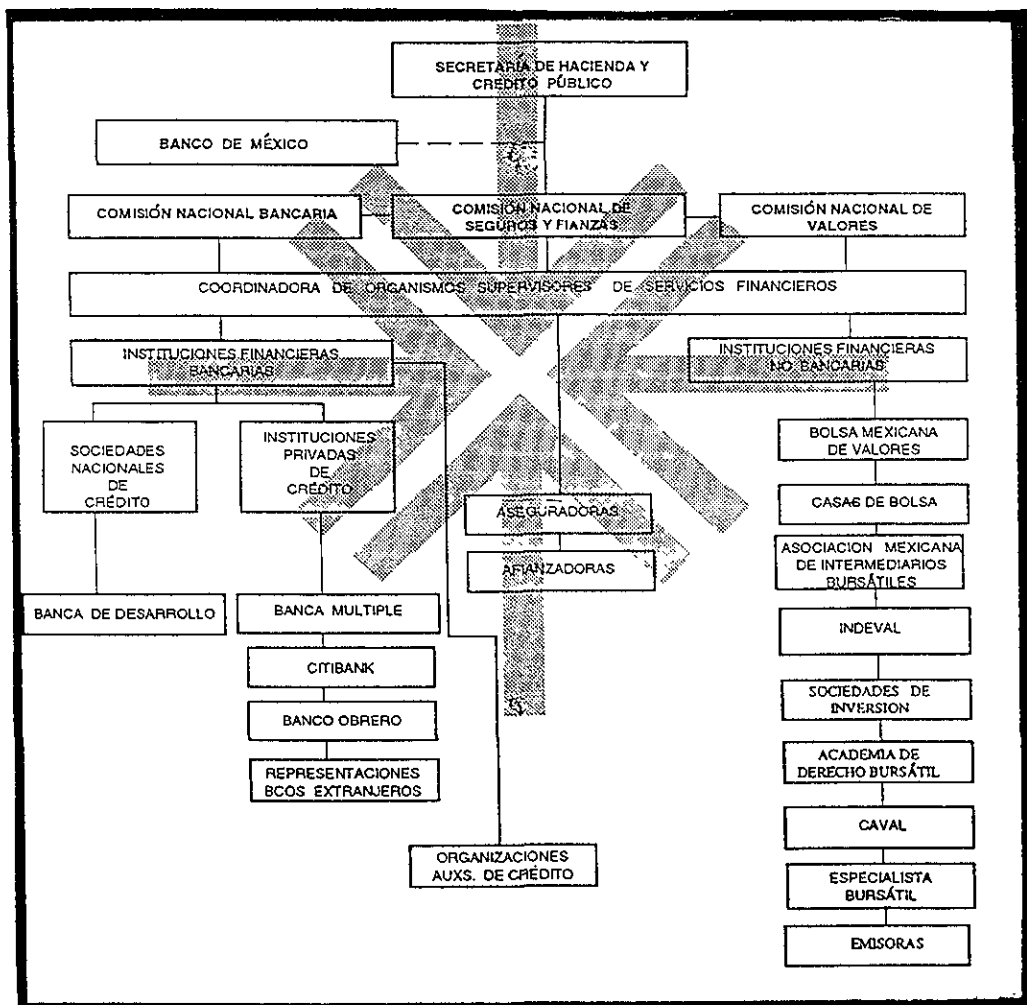 SECRETARÍA DE HACIENDA Y
CREDITO PÚBLICO
BANCO DE MÉXICO
COMISIÓN NACIONAL BANCARIA
COMISIÓN NACIONAL DE
SEGUROS Y FIANZAS
COMISIÓN NACIONAL DE
VALORES
COORDINADORA DE ORGANISMOS SUPERVISORES DE SERVICIOS FINANCIEROS
INSTITUCIONES FINANCIERAS
BANCARIAS
INSTITUCIONES FINANCIERAS
NO BANCARIAS
SOCIEDADES
NACIONALES
DE
CRÉDITO
INSTITUCIONES
PRIVADAS
DE
CRÉDITO
BOLSA MEXICANA
DE VALORES
ASEGURADORAS
CASAS DE BOLSA
AFIANZADORAS
ASOCIACION MEXICANA
DE INTERMEDIARIOS
BURSÁTILES
BANCA DE DESARROLLO
BANCA MULTIPLE
INDEVAL
CITIBANK
SOCIEDADES DE
INVERSION
BANCO OBRERO
REPRESENTACIONES
BCOS EXTRANJEROS
ACADEMIA DE
DERECHO BURSÁTIL
CAVAL
ORGANIZACIONES
AUXS. DE CRÉDITO
ESPECIALISTA
BURSÁTIL
EMISORAS